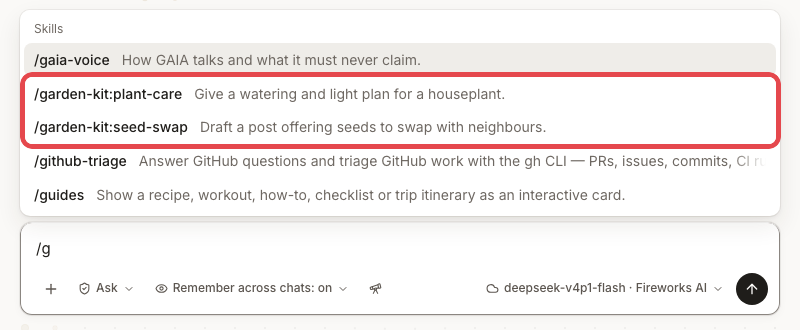 Skills
/gaia-voice How GAIA talks and what it must never claim.
/garden-kit:plant-care Give a watering and light plan for a houseplant.
/garden-kit:seed-swap Draft a post offering seeds to swap with neighbours.
/github-triage Answer GitHub questions and triage GitHub work with the gh CLI — PRs, issues, commits, CI
/guides Show a recipe, workout, how-to, checklist or trip itinerary as an interactive card.
/g
Ask Remember across chats: on deepseek-v4p1-flash · Fireworks AI